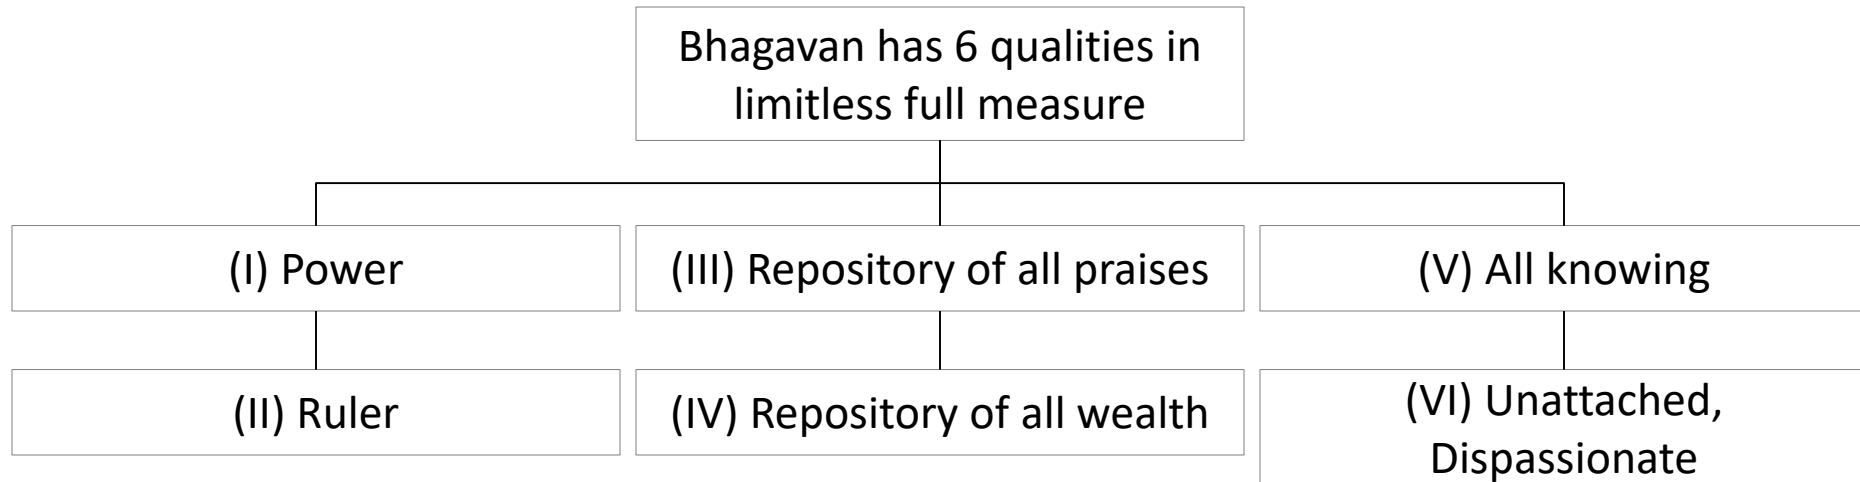 Bhagavan has 6 qualities in
limitless full measure
(I) Power
(III) Repository of all praises
(V) All knowing
(II) Ruler
(IV) Repository of all wealth
(VI) Unattached,
Dispassionate